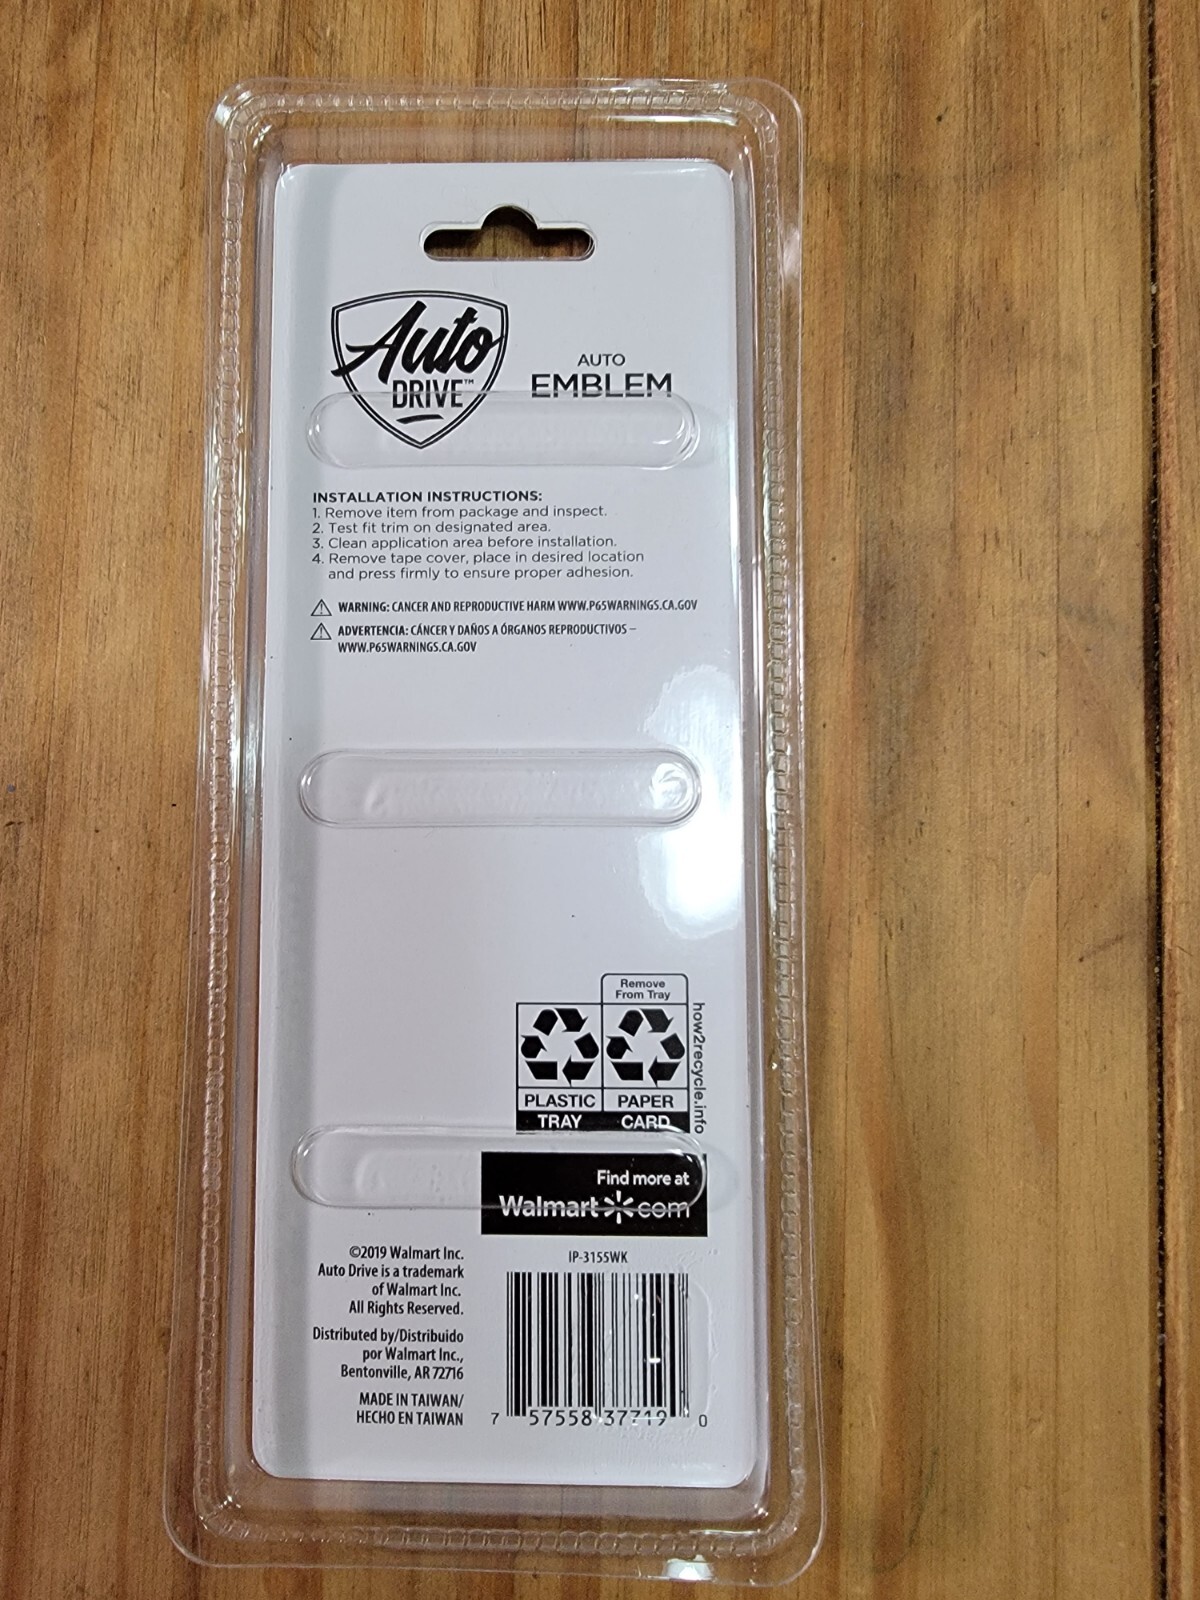 Auto
DRIVE™
AUTO
EMBLEM
INSTALLATION INSTRUCTIONS:
1. Remove item from package and inspect.
2. Test fit trim on designated area.
3. Clean application area before installation.
4. Remove tape cover, place in desired location
and press firmly to ensure proper adhesion.
WARNING: CANCER AND REPRODUCTIVE HARM WWW.P65WARNINGS.CA.GOV
ADVERTENCIA: CÁNCER Y DAÑOS A ÓRGANOS REPRODUCTIVOS –
WWW.P65WARNINGS.CA.GOV
Remove
From Tray
PLASTIC
TRAY
PAPER
CARD
how2recycle.info
Find more at
Walmart com
©2019 Walmart Inc.
Auto Drive is a trademark
of Walmart Inc.
All Rights Reserved.
Distributed by/Distribuido
por Walmart Inc.,
Bentonville, AR 72716
MADE IN TAIWAN/
HECHO EN TAIWAN
IP-3155WK
7 57558 37719 0